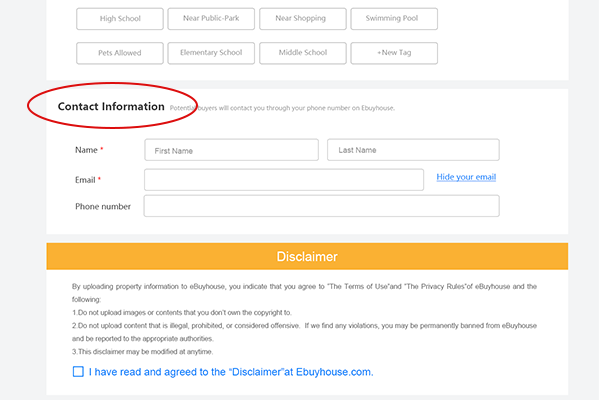 High School Near Public-Park Near Shopping Swimming Pool
Pets Allowed Elementary School Middle School +New Tag
Contact Information Potential buyers will contact you through your phone number on Ebuyhouse.
Name * First Name Last Name
Email * Hide your email
Phone number
Disclaimer
By uploading property information to eBuyhouse, you indicate that you agree to "The Terms of Use"and "The Privacy Rules"of eBuyhouse and the
following:
1.Do not upload images or contents that you don't own the copyright to.
2.Do not upload content that is illegal, prohibited, or considered offensive. If we find any violations, you may be permanently banned from eBuyhouse
and be reported to the appropriate authorities.
3.This disclaimer may be modified at anytime.
I have read and agreed to the “Disclaimer”at Ebuyhouse.com.